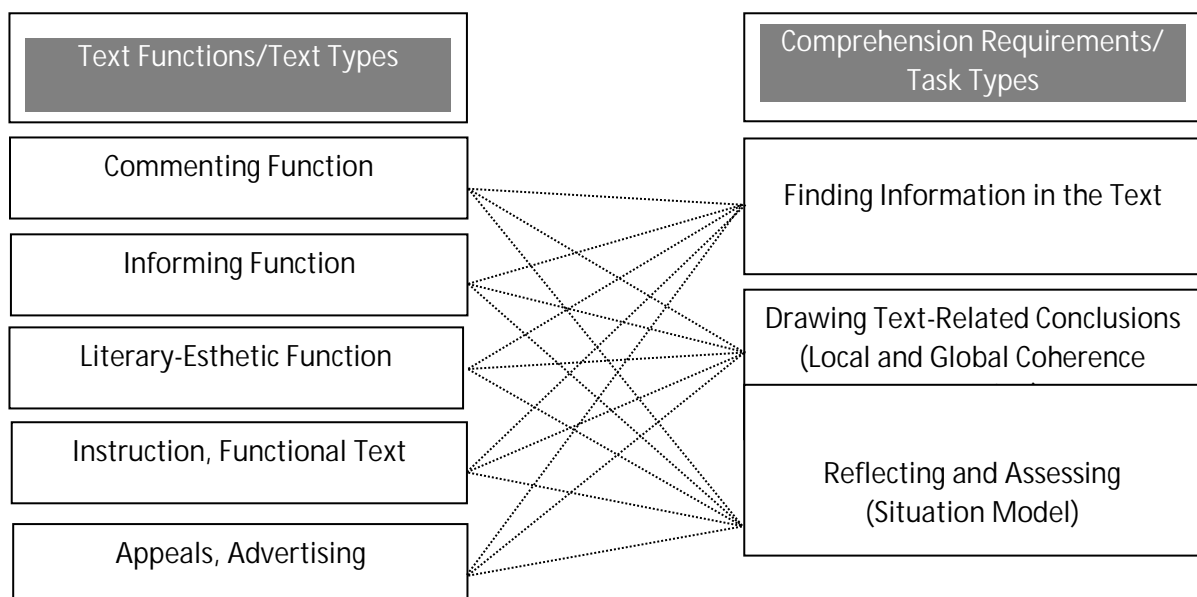 Text Functions/Text Types
Commenting Function
Informing Function
Literary-Esthetic Function
Instruction, Functional Text
Appeals, Advertising
Comprehension Requirements/
Task Types
Finding Information in the Text
Drawing Text-Related Conclusions
(Local and Global Coherence
Reflecting and Assessing
(Situation Model)